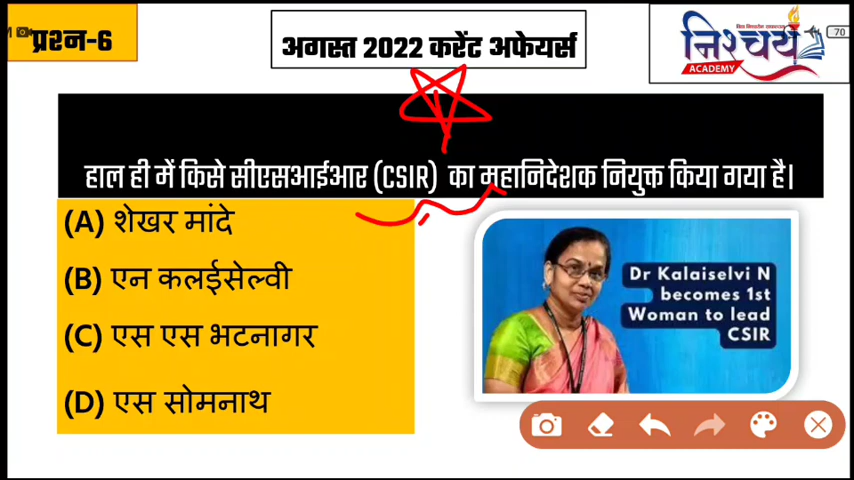 प्रश्न-6
अगस्त 2022 करेंट अफेयर्स
निश्चय
ACADEMY
70
हाल ही में किसे सीएसआईआर (CSIR) का महानिदेशक नियुक्त किया गया है।
(A) शेखर मांदे
(B) एन कलईसेल्वी
(C) एस एस भटनागर
(D) एस सोमनाथ
Dr Kalaiselvi N
becomes 1st
Woman to lead
CSIR